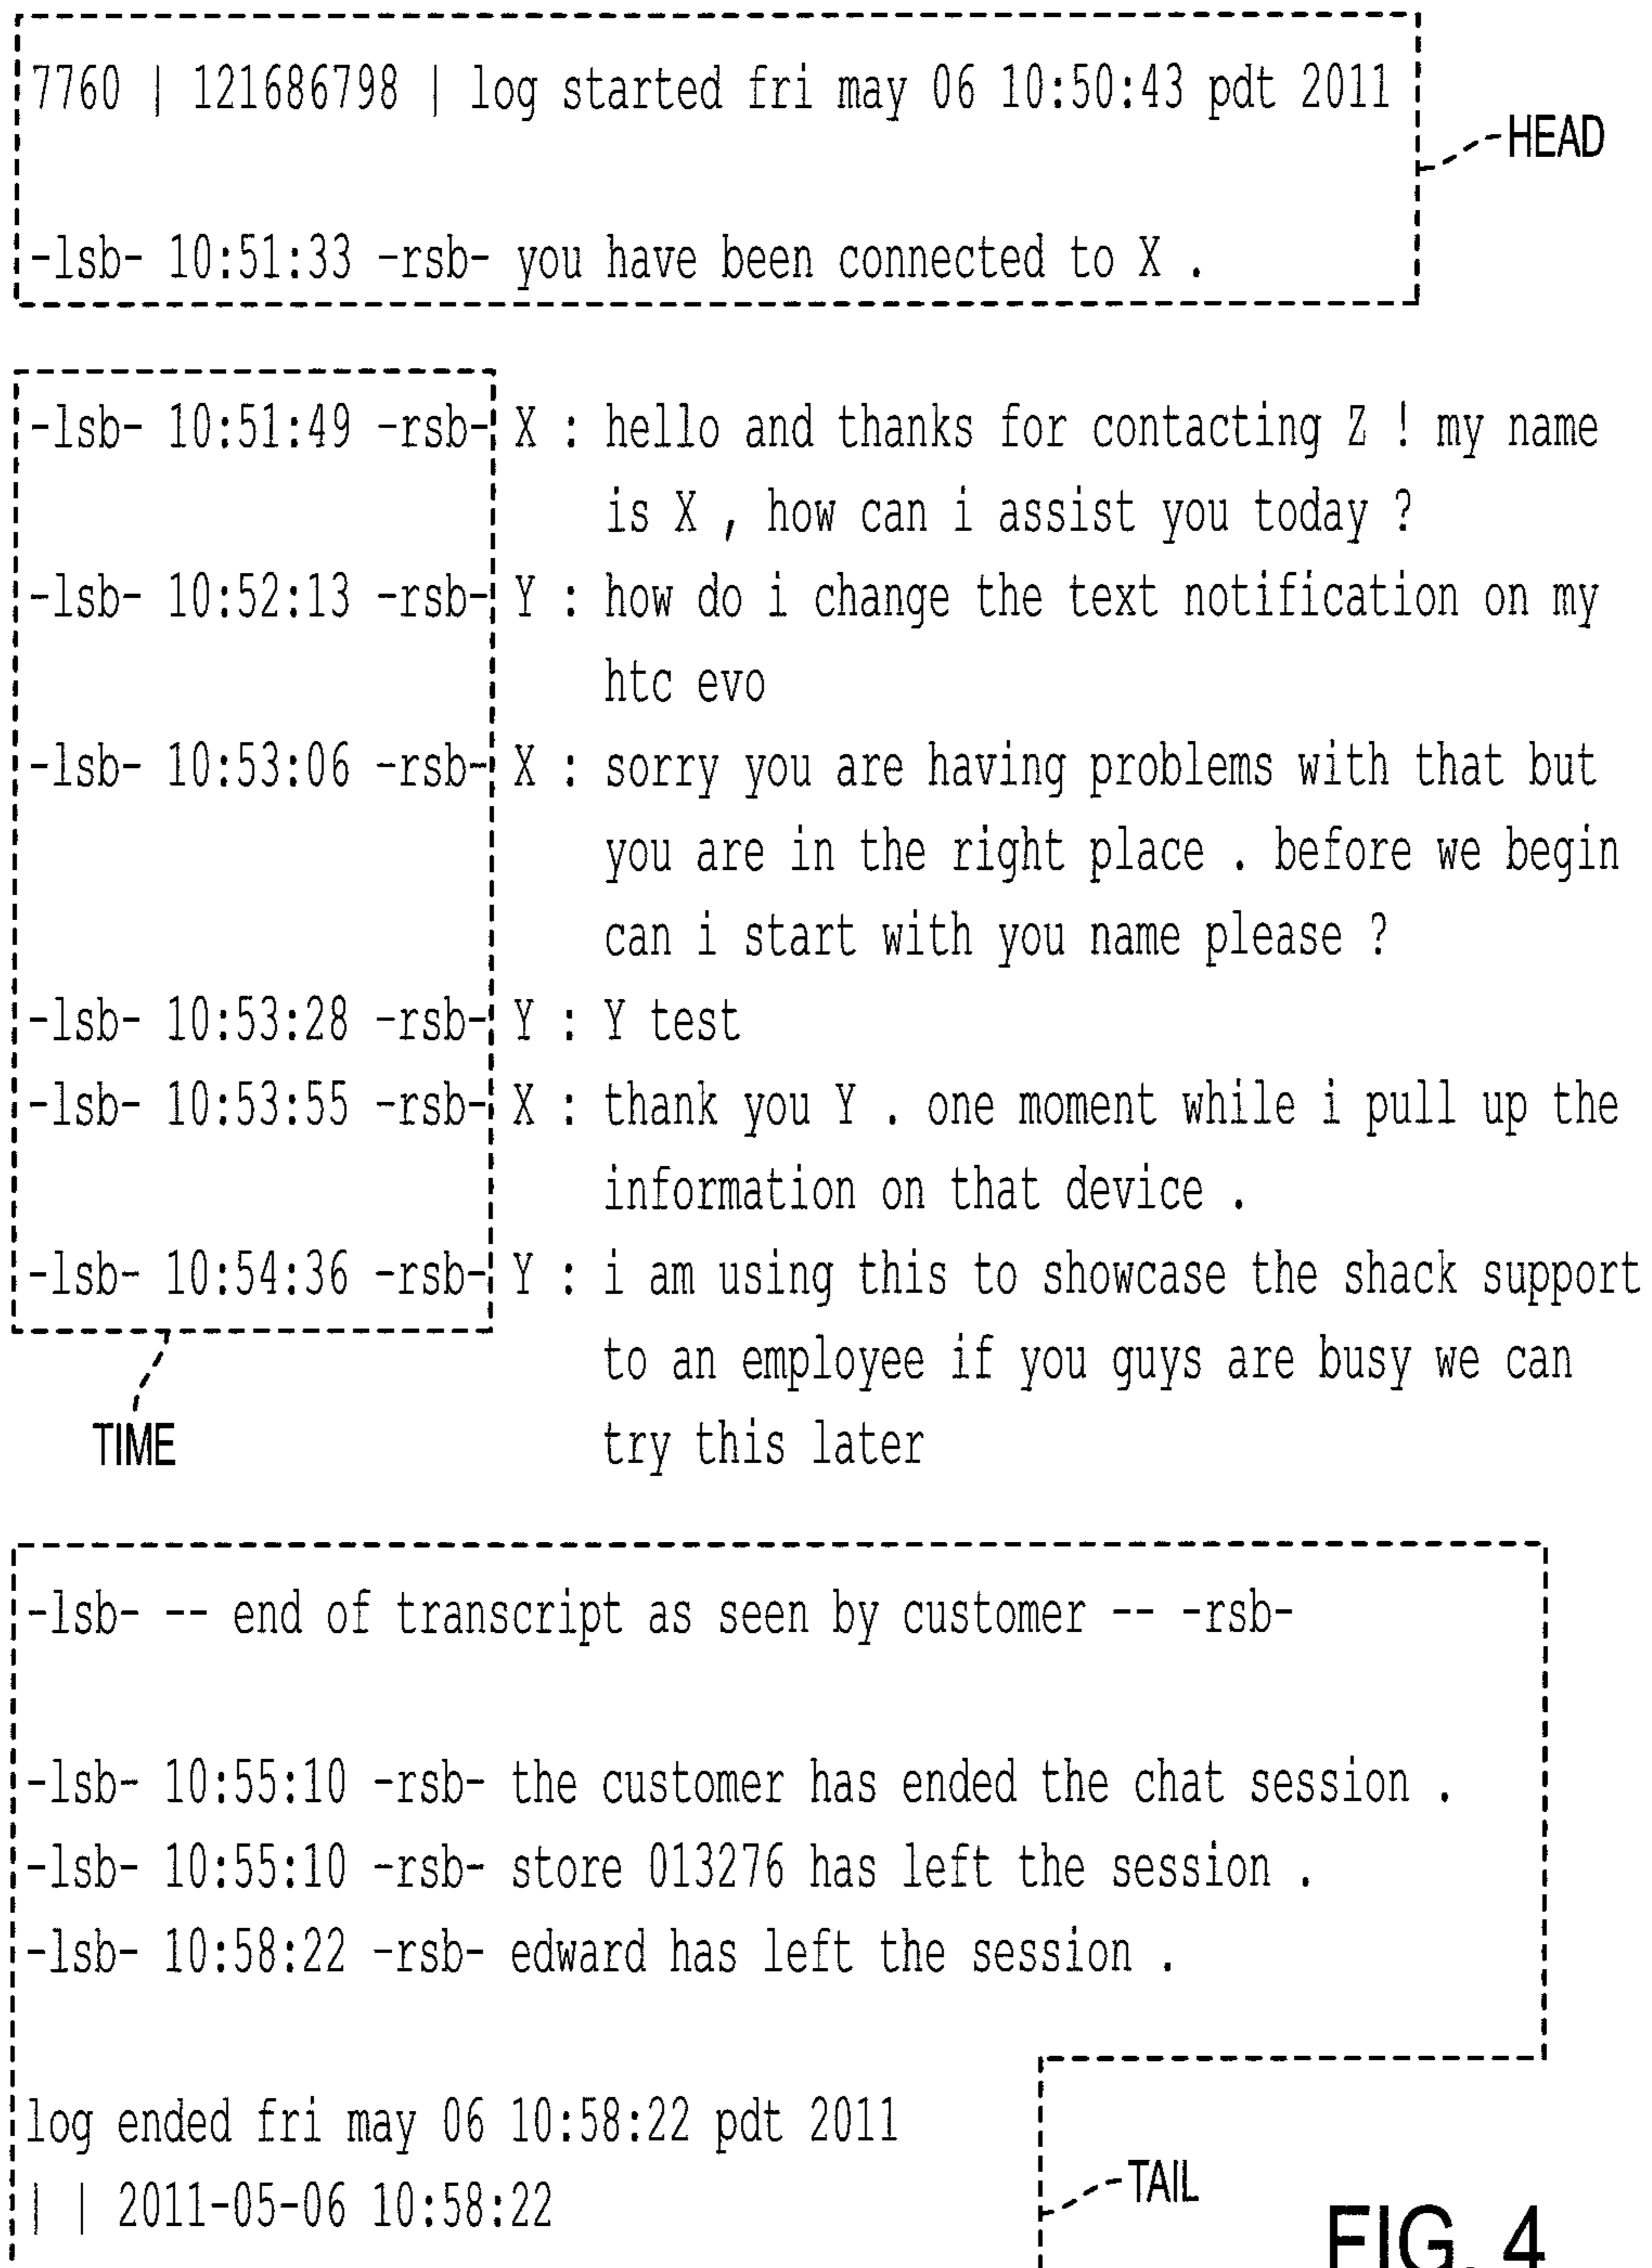 7760 | 121686798 | log started fri may 06 10:50:43 pdt 2011
HEAD
-lsb- 10:51:33 -rsb- you have been connected to X .
-lsb- 10:51:49 -rsb- X : hello and thanks for contacting Z ! my name
is X , how can i assist you today ?
-lsb- 10:52:13 -rsb- Y : how do i change the text notification on my
htc evo
-lsb- 10:53:06 -rsb- X : sorry you are having problems with that but
you are in the right place . before we begin
can i start with you name please ?
-lsb- 10:53:28 -rsb- Y : Y test
-lsb- 10:53:55 -rsb- X : thank you Y . one moment while i pull up the
information on that device .
-lsb- 10:54:36 -rsb- Y : i am using this to showcase the shack support
to an employee if you guys are busy we can
try this later
TIME
-lsb- -- end of transcript as seen by customer -- -rsb-
-lsb- 10:55:10 -rsb- the customer has ended the chat session .
-lsb- 10:55:10 -rsb- store 013276 has left the session .
-lsb- 10:58:22 -rsb- edward has left the session .
log ended fri may 06 10:58:22 pdt 2011
| | 2011-05-06 10:58:22
TAIL
FIG. 4